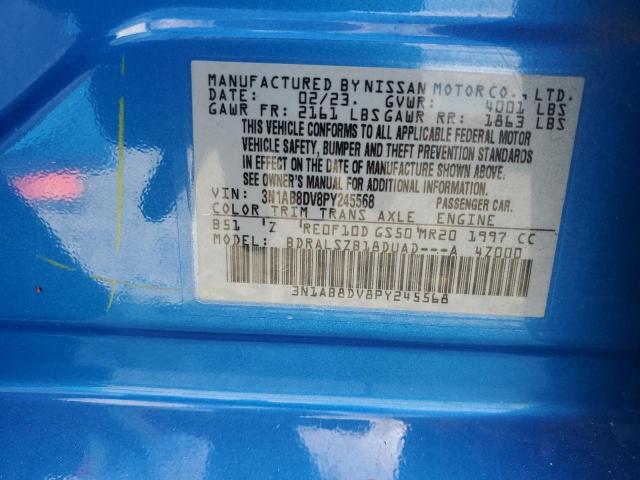 MANUFACTURED BY NISSAN MOTOR CO., LTD.
DATE: 02/23. GVWR: 4001 LBS
GAWR FR: 2161 LBS GAWR RR: 1863 LBS
THIS VEHICLE CONFORMS TO ALL APPLICABLE FEDERAL MOTOR
VEHICLE SAFETY, BUMPER AND THEFT PREVENTION STANDARDS
IN EFFECT ON THE DATE OF MANUFACTURE SHOWN ABOVE.
SEE OWNER'S MANUAL FOR ADDITIONAL INFORMATION.
VIN: 3N1AB8DV8PY245568 PASSENGER CAR.
COLOR TRIM TRANS AXLE ENGINE
B51 'Z RE0F10D GS50 MR20 1997 CC
MODEL: BDRALSZB18DUAD---A 4Z000
3N1AB8DV8PY245568